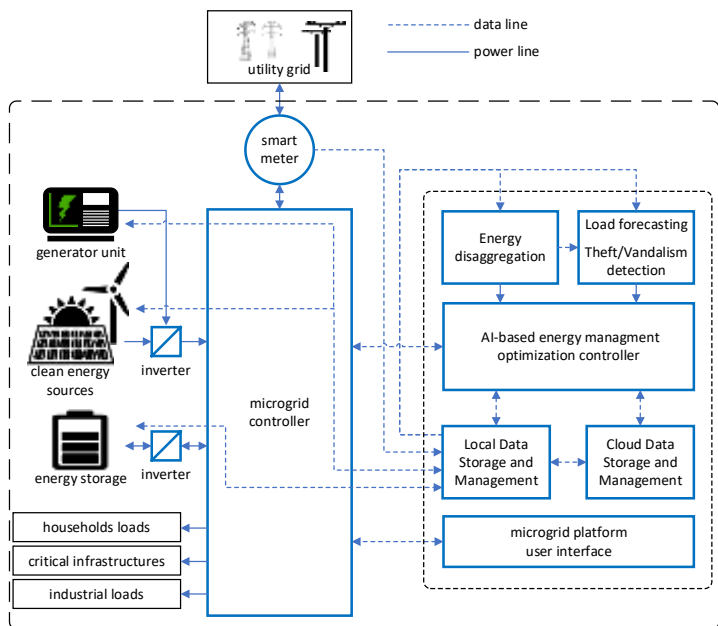 data line
power line
utility grid
smart
meter
generator unit
clean energy
sources
inverter
energy storage
inverter
microgrid
controller
households loads
critical infrastructures
industrial loads
Energy
disaggregation
Load forecasting
Theft/Vandalism
detection
AI-based energy managment
optimization controller
Local Data
Storage and
Management
Cloud Data
Storage and
Management
microgrid platform
user interface